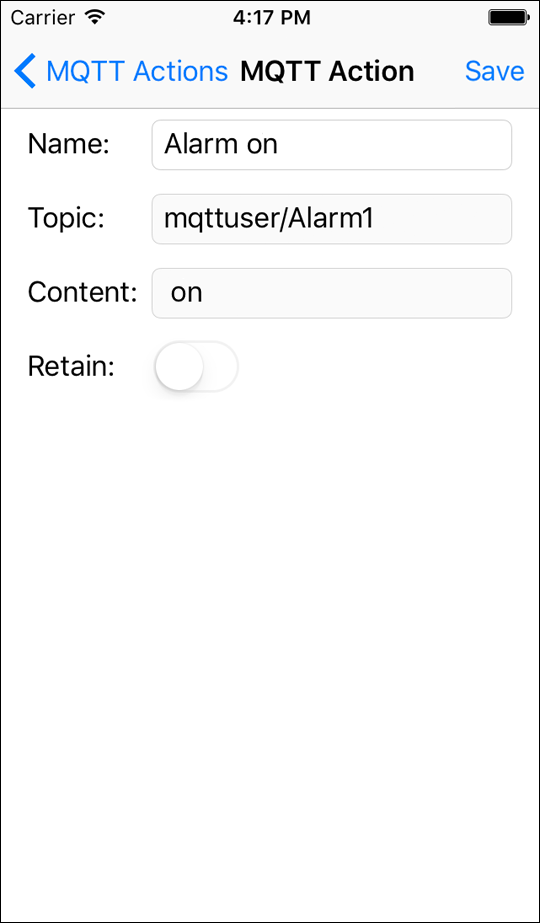 Carrier 4:17 PM
MQTT Actions MQTT Action Save
Name: Alarm on
Topic: mqttuser/Alarm1
Content: on
Retain: